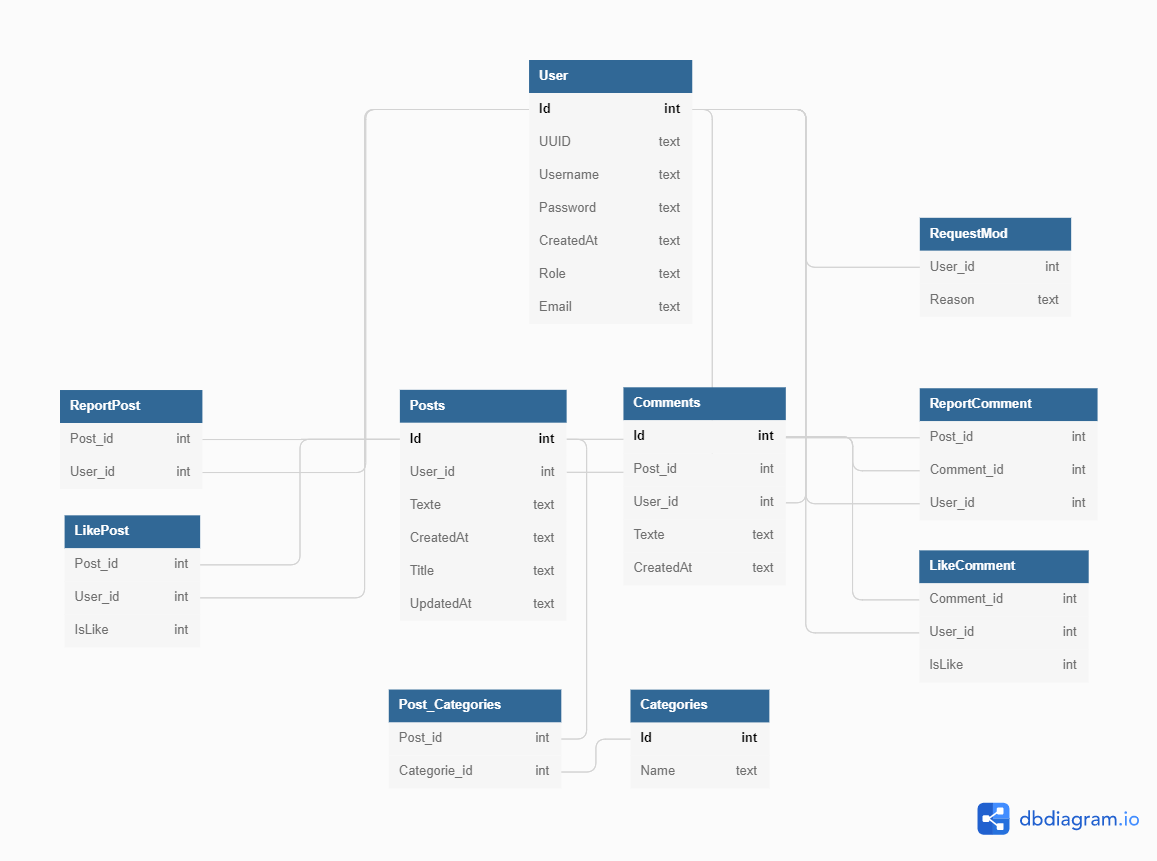 User
Id int
UUID text
Username text
Password text
CreatedAt text
Role text
Email text
RequestMod
User_id int
Reason text
ReportPost
Post_id int
User_id int
LikePost
Post_id int
User_id int
IsLike int
Posts
Id int
User_id int
Texte text
CreatedAt text
Title text
UpdatedAt text
Comments
Id int
Post_id int
User_id int
Texte text
CreatedAt text
ReportComment
Post_id int
Comment_id int
User_id int
LikeComment
Comment_id int
User_id int
IsLike int
Post_Categories
Post_id int
Categorie_id int
Categories
Id int
Name text
dbdiagram.io